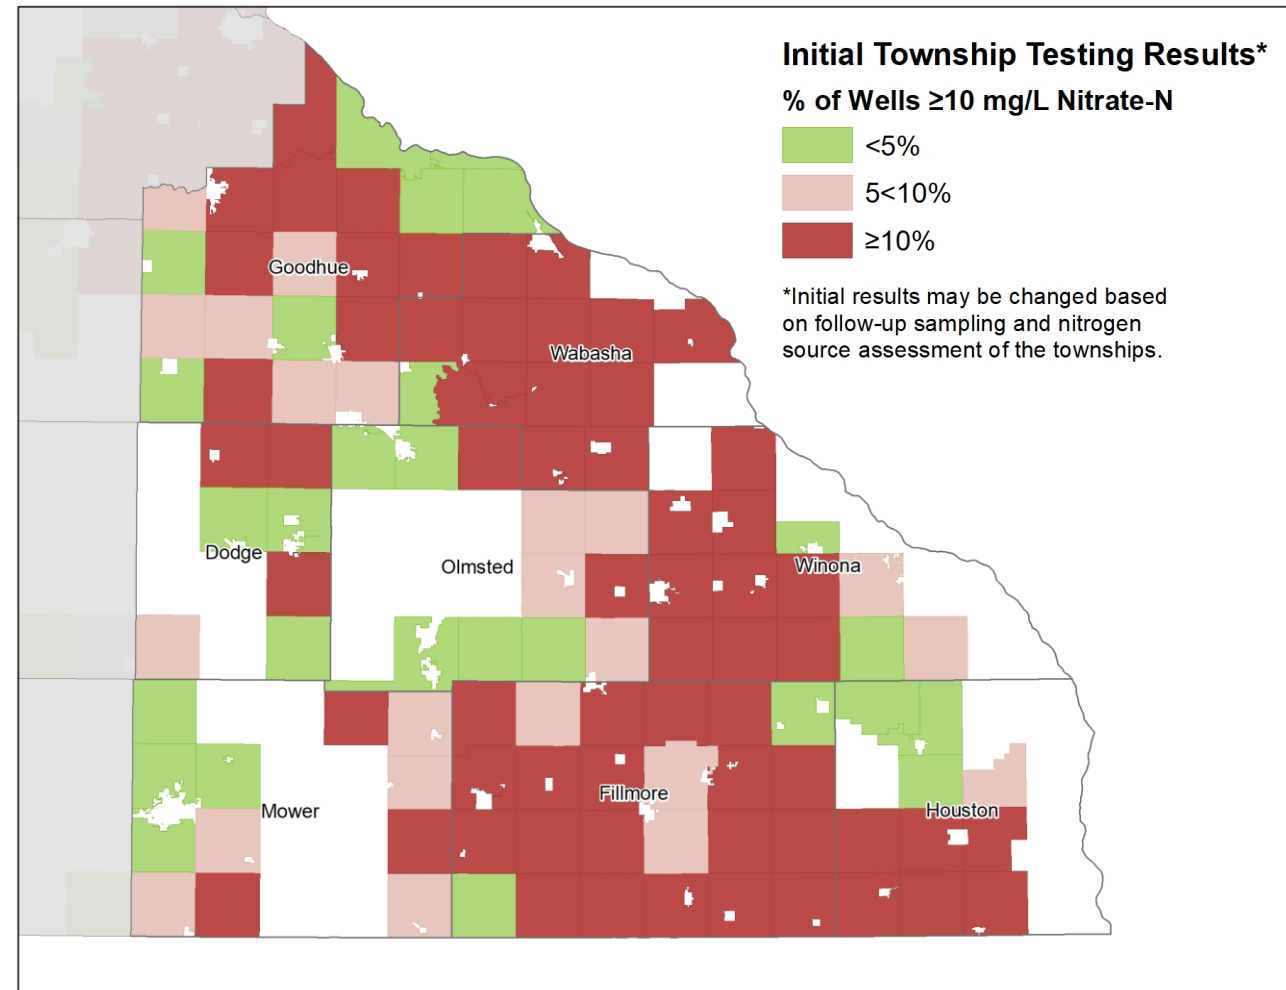 Initial Township Testing Results*
% of Wells ≥10 mg/L Nitrate-N
<5%
5<10%
≥10%
*Initial results may be changed based
on follow-up sampling and nitrogen
source assessment of the townships.
Goodhue
Wabasha
Dodge
Olmsted
Winona
Mower
Fillmore
Houston